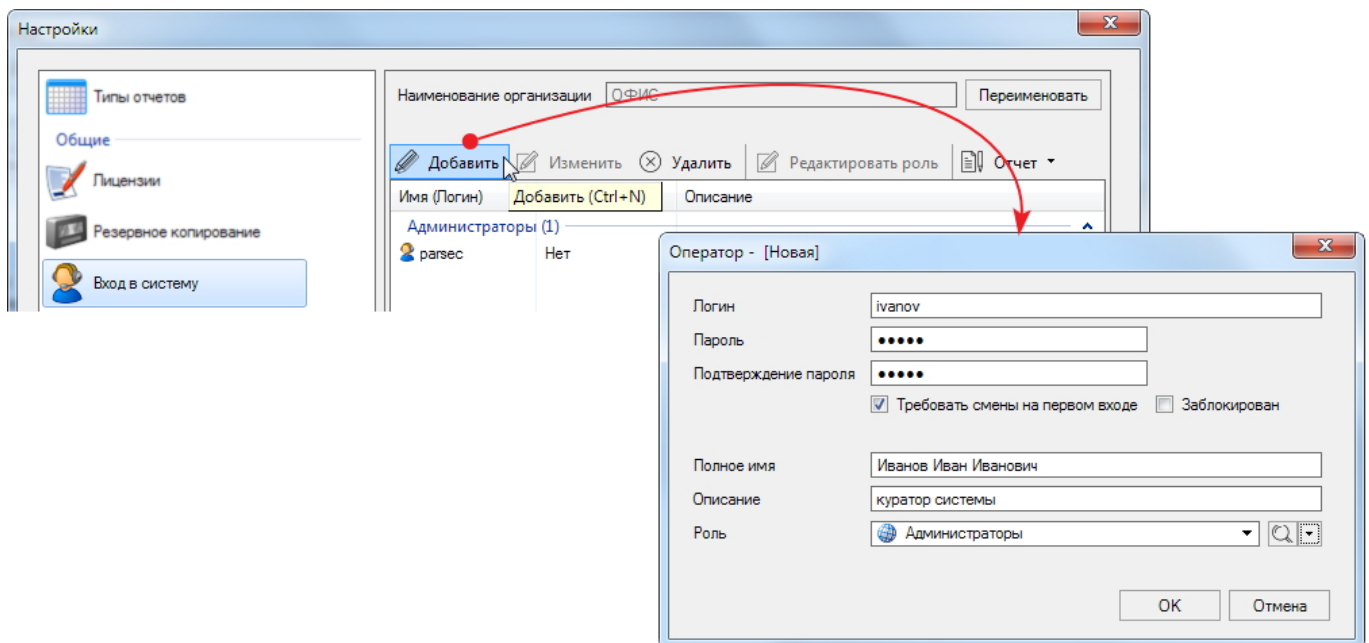 Настройки
Типы отчетов
Общие
Лицензии
Резервное копирование
Вход в систему
Наименование организации ОФИС Переименовать
Добавить Изменить Удалить Редактировать роль Отчет
Имя (Логин) Добавить (Ctrl+N) Описание
Администраторы (1)
parsec Нет
Оператор - [Новая]
Логин ivanov
Пароль •••••
Подтверждение пароля •••••
Требовать смены на первом входе Заблокирован
Полное имя Иванов Иван Иванович
Описание куратор системы
Роль Администраторы
OK Отмена